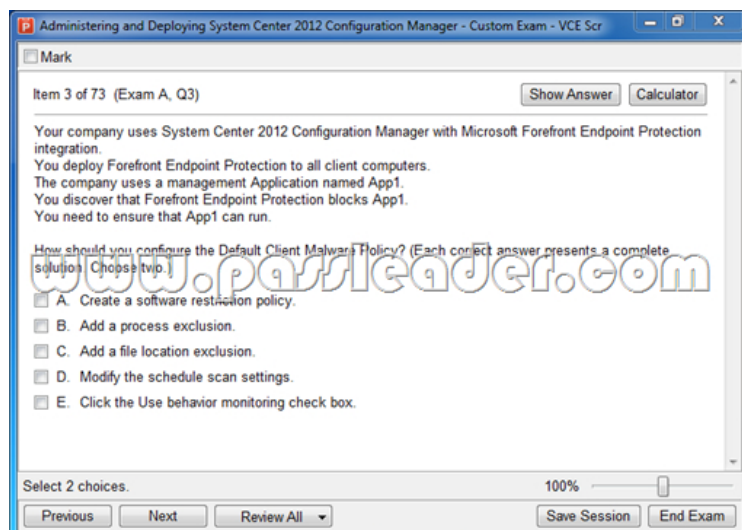 Administering and Deploying System Center 2012 Configuration Manager - Custom Exam - VCE Scr
Mark
Item 3 of 73 (Exam A, Q3)
Show Answer
Calculator
Your company uses System Center 2012 Configuration Manager with Microsoft Forefront Endpoint Protection
integration.
You deploy Forefront Endpoint Protection to all client computers.
The company uses a management Application named App1.
You discover that Forefront Endpoint Protection blocks App1.
You need to ensure that App1 can run.
How should you configure the Default Client Malware Policy? (Each correct answer presents a complete
solution. Choose two.)
www.passleader.com
A. Create a software restriction policy.
B. Add a process exclusion.
C. Add a file location exclusion.
D. Modify the schedule scan settings.
E. Click the Use behavior monitoring check box.
Select 2 choices.
100%
Previous
Next
Review All
Save Session
End Exam